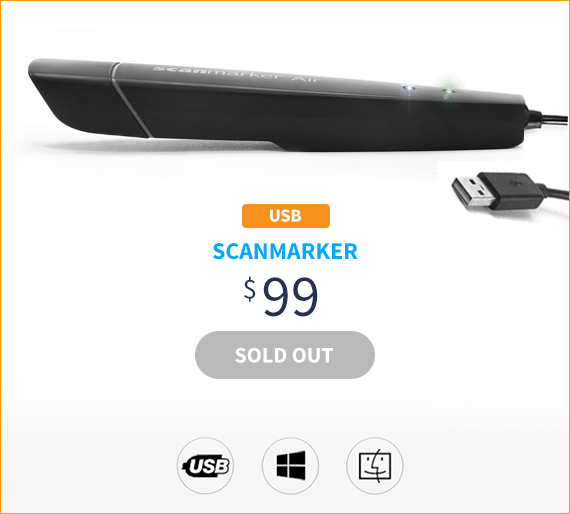 scanmarker Air
USB
SCANMARKER
$99
SOLD OUT
USB